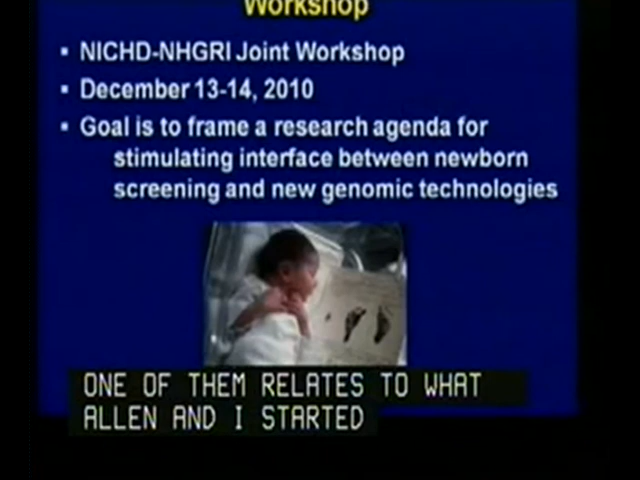 Workshop
▪ NICHD-NHGRI Joint Workshop
▪ December 13-14, 2010
▪ Goal is to frame a research agenda for
stimulating interface between newborn
screening and new genomic technologies
ONE OF THEM RELATES TO WHAT
ALLEN AND I STARTED